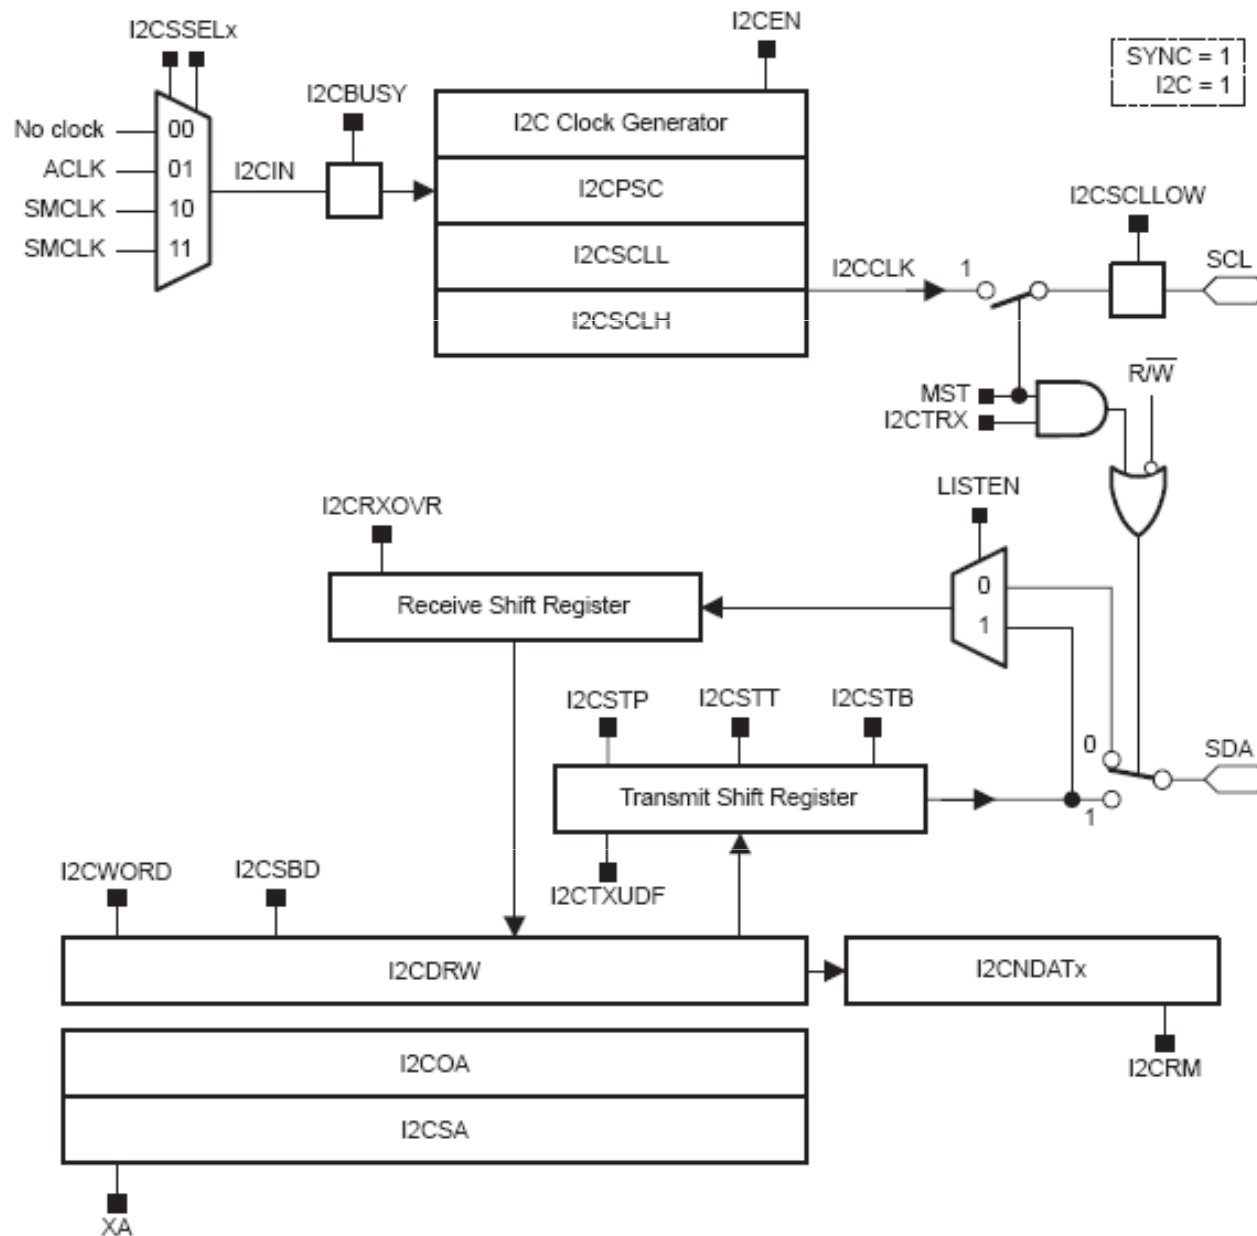 I2CSSELx
I2CEN
SYNC = 1
I2C = 1
I2CBUSY
No clock 00
ACLK 01
SMCLK 10
SMCLK 11
I2CIN
I2C Clock Generator
I2CPSC
I2CSCLL
I2CSCLH
I2CCLK
1
I2CSCLLOW
SCL
MST
I2CTRX
R/W
LISTEN
0
1
I2CRXOVR
Receive Shift Register
I2CSTP
I2CSTT
I2CSTB
Transmit Shift Register
I2CTXUDF
0
1
SDA
I2CWORD
I2CSBD
I2CDRW
I2CNDATx
I2CRM
I2COA
I2CSA
XA